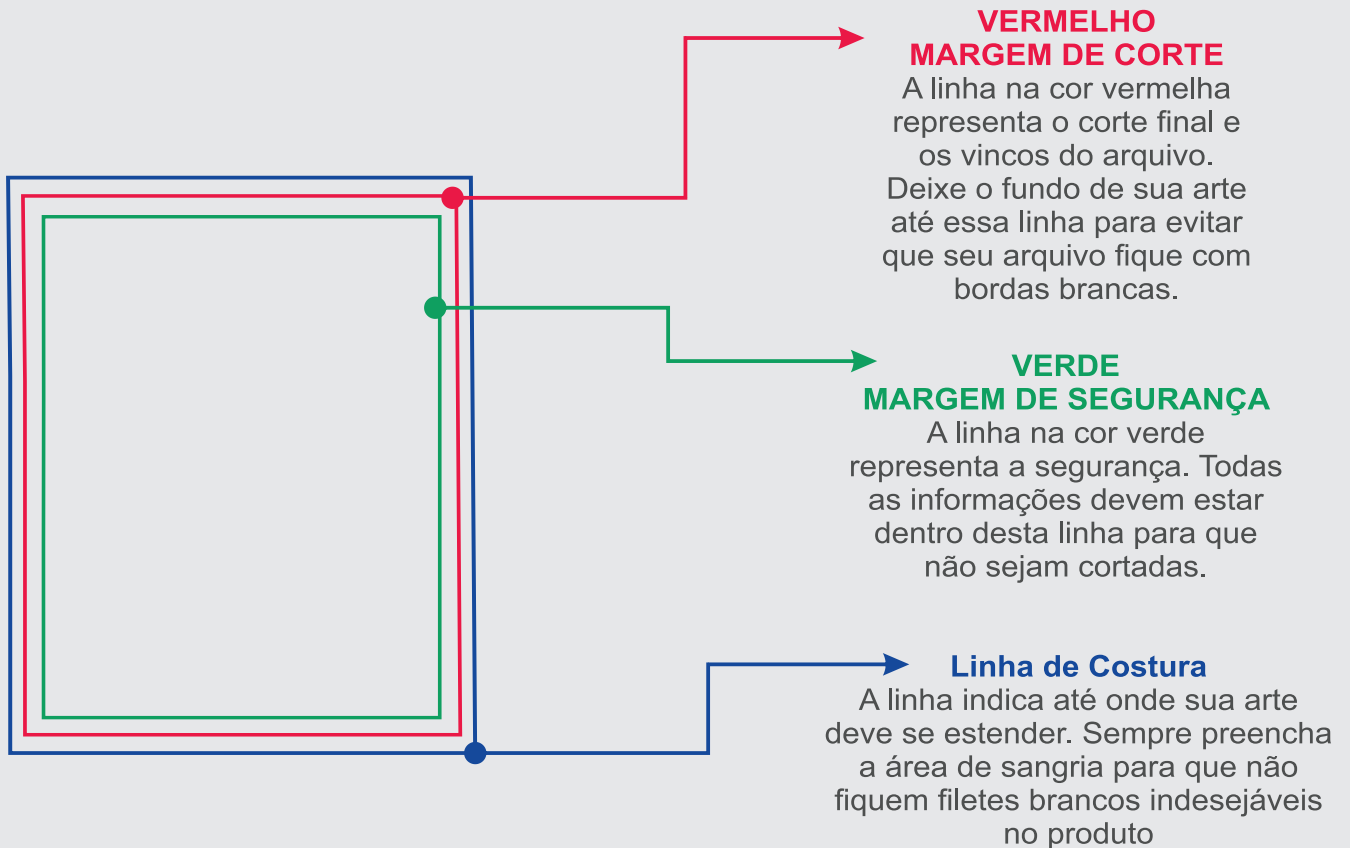 VERMELHO
MARGEM DE CORTE
A linha na cor vermelha
representa o corte final e
os vincos do arquivo.
Deixe o fundo de sua arte
até essa linha para evitar
que seu arquivo fique com
bordas brancas.
VERDE
MARGEM DE SEGURANÇA
A linha na cor verde
representa a segurança. Todas
as informações devem estar
dentro desta linha para que
não sejam cortadas.
Linha de Costura
A linha indica até onde sua arte
deve se estender. Sempre preencha
a área de sangria para que não
fiquem filetes brancos indesejáveis
no produto